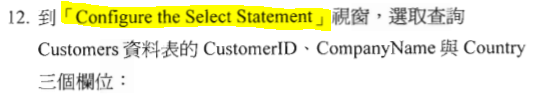 12. 到「Configure the Select Statement」視窗，選取查詢
Customers 資料表的 CustomerID、CompanyName 與 Country
三個欄位：